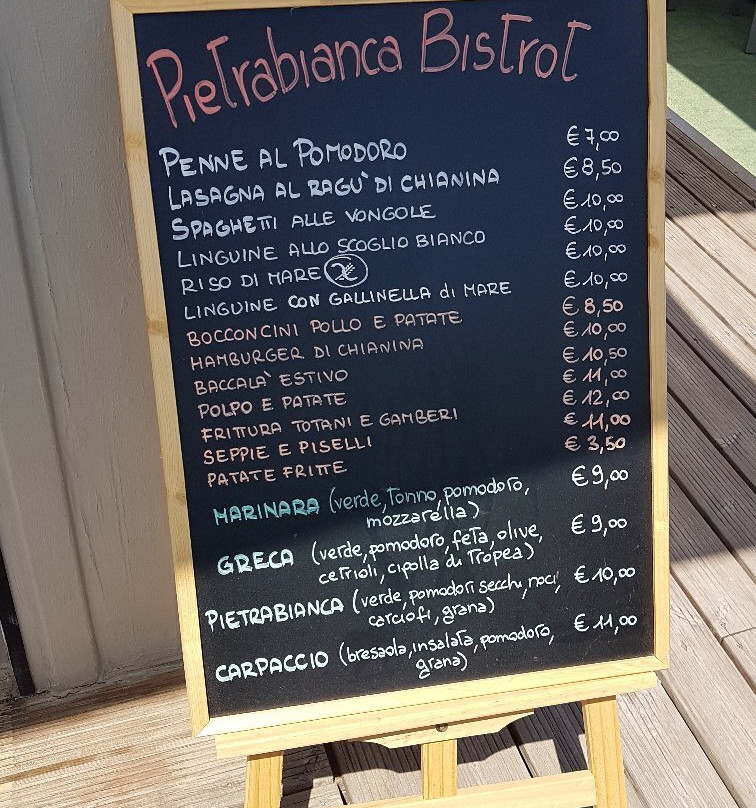 Pietrabianca Bistrot
PENNE AL POMODORO €7,00
LASAGNA AL RAGU' DI CHIANINA €8,50
SPAGHETTI ALLE VONGOLE €10,00
LINGUINE ALLO SCOGLIO BIANCO €10,00
RISO DI MARE €10,00
LINGUINE CON GALLINELLA di MARE €10,00
BOCCONCINI POLLO E PATATE €8,50
HAMBURGER DI CHIANINA €10,00
BACCALA' ESTIVO €10,50
POLPO E PATATE €11,00
FRITTURA TOTANI E GAMBERI €12,00
SEPPIE E PISELLI €11,00
PATATE FRITTE €3,50
MARINARA (verde, tonno, pomodoro, €9,00
mozzarella)
GRECA (verde, pomodoro, feta, olive, €9,00
cetrioli, cipolla di Tropea)
PIETRABIANCA (verde, pomodori secchi, noci, €10,00
carciofi, grana)
CARPACCIO (bresaola, insalata, pomodoro, €11,00
grana)